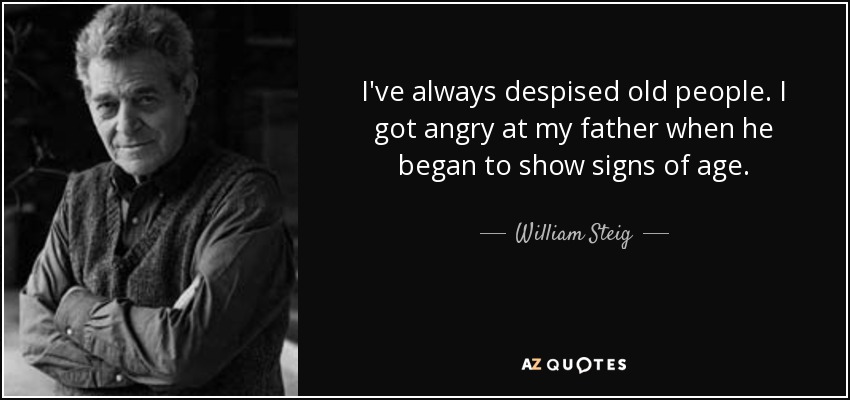 I've always despised old people. I
got angry at my father when he
began to show signs of age.
William Steig
AZ QUOTES